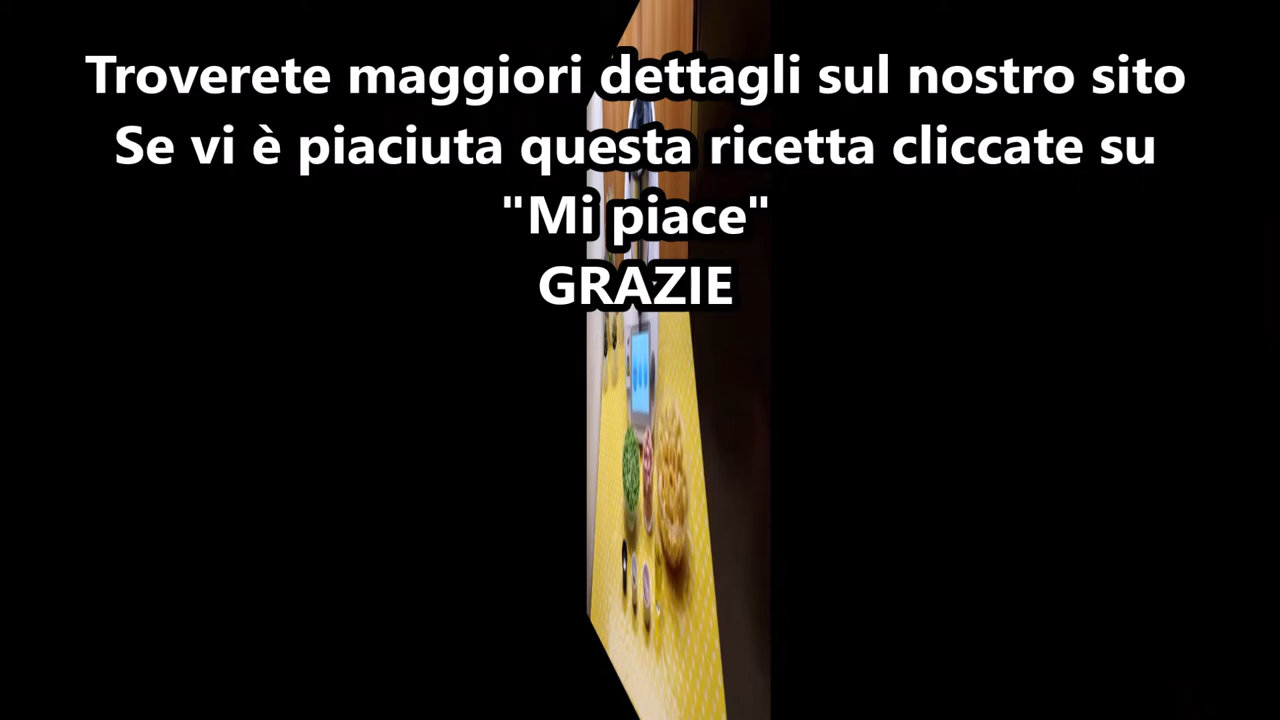 Troverete maggiori dettagli sul nostro sito
Se vi è piaciuta questa ricetta cliccate su
"Mi piace"
GRAZIE